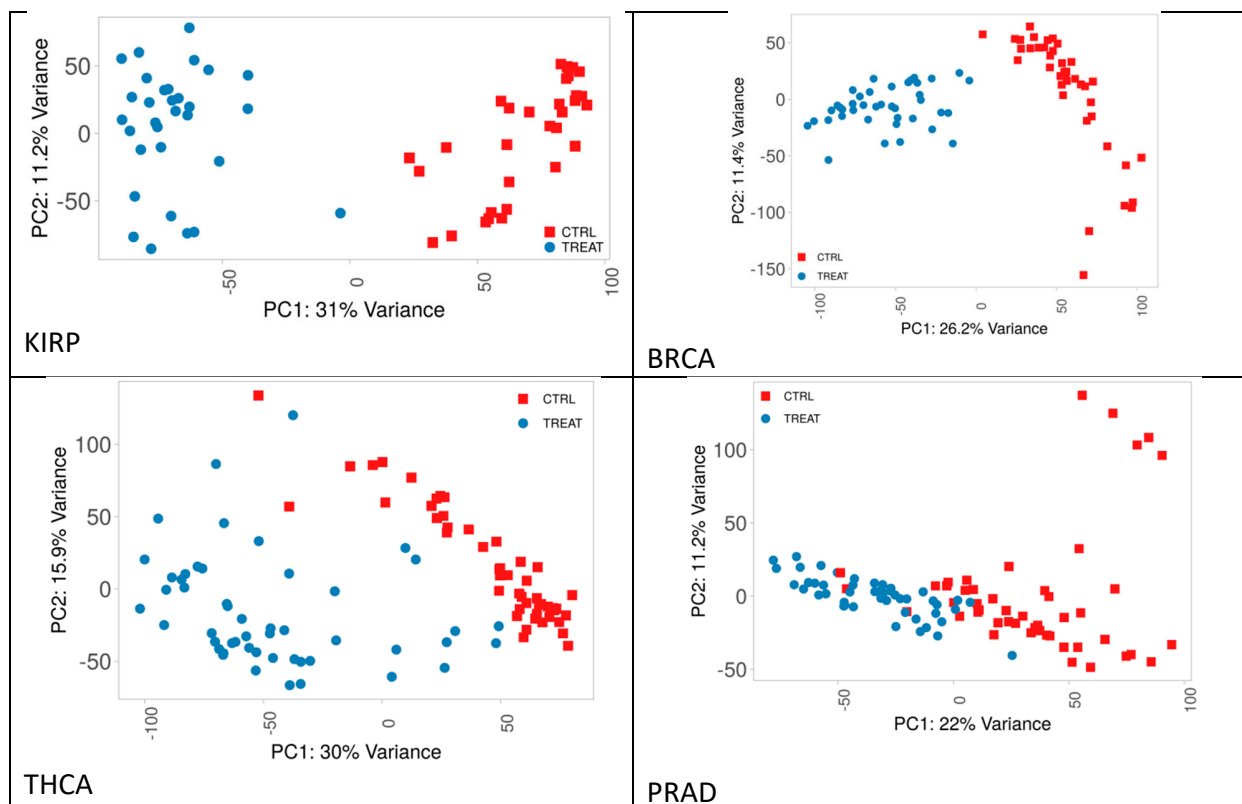 PC2: 11.2% Variance
50
0
-50
-50
0
50
100
PC1: 31% Variance
CTRL
TREAT
KIRP
PC2: 11.4% Variance
50
0
-50
-100
-150
-100
-50
0
50
100
PC1: 26.2% Variance
CTRL
TREAT
BRCA
PC2: 15.9% Variance
100
50
0
-50
-100
-50
0
50
PC1: 30% Variance
CTRL
TREAT
THCA
PC2: 11.2% Variance
100
50
0
-50
-50
0
50
100
PC1: 22% Variance
CTRL
TREAT
PRAD